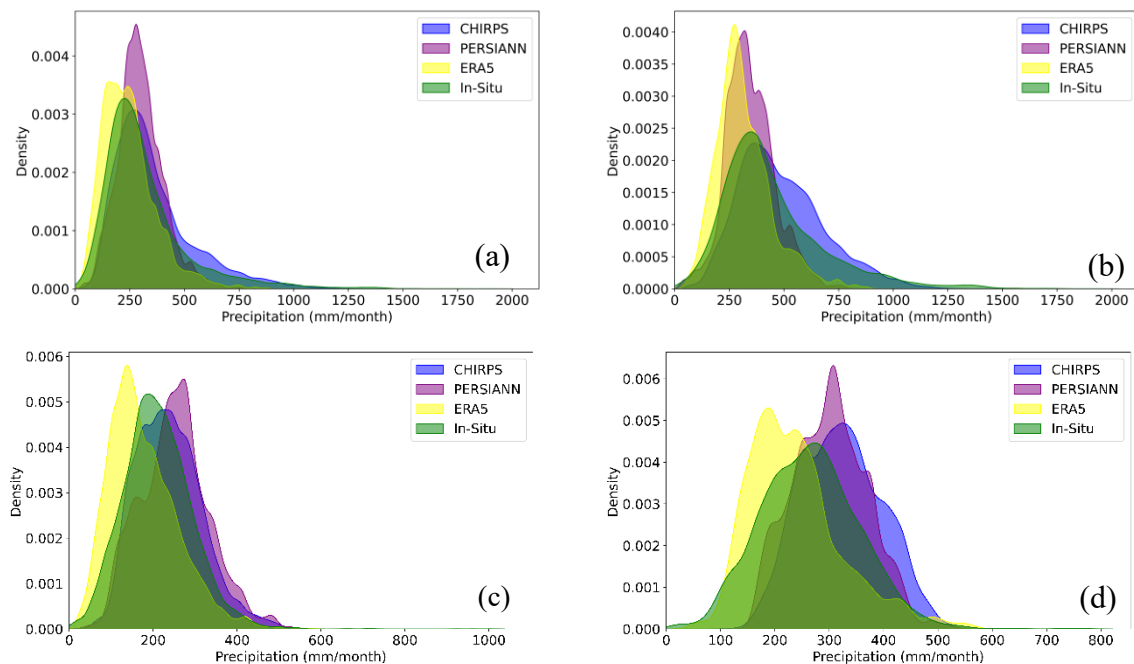 CHIRPS
PERSIANN
ERA5
In-Situ
0.004
0.003
0.002
0.001
0.000
Density
0 250 500 750 1000 1250 1500 1750 2000
Precipitation (mm/month)
(a)
CHIRPS
PERSIANN
ERA5
In-Situ
0.0040
0.0035
0.0030
0.0025
0.0020
0.0015
0.0010
0.0005
0.0000
Density
0 250 500 750 1000 1250 1500 1750 2000
Precipitation (mm/month)
(b)
CHIRPS
PERSIANN
ERA5
In-Situ
0.006
0.005
0.004
0.003
0.002
0.001
0.000
Density
0 200 400 600 800 1000
Precipitation (mm/month)
(c)
CHIRPS
PERSIANN
ERA5
In-Situ
0.006
0.005
0.004
0.003
0.002
0.001
0.000
Density
0 100 200 300 400 500 600 700 800
Precipitation (mm/month)
(d)